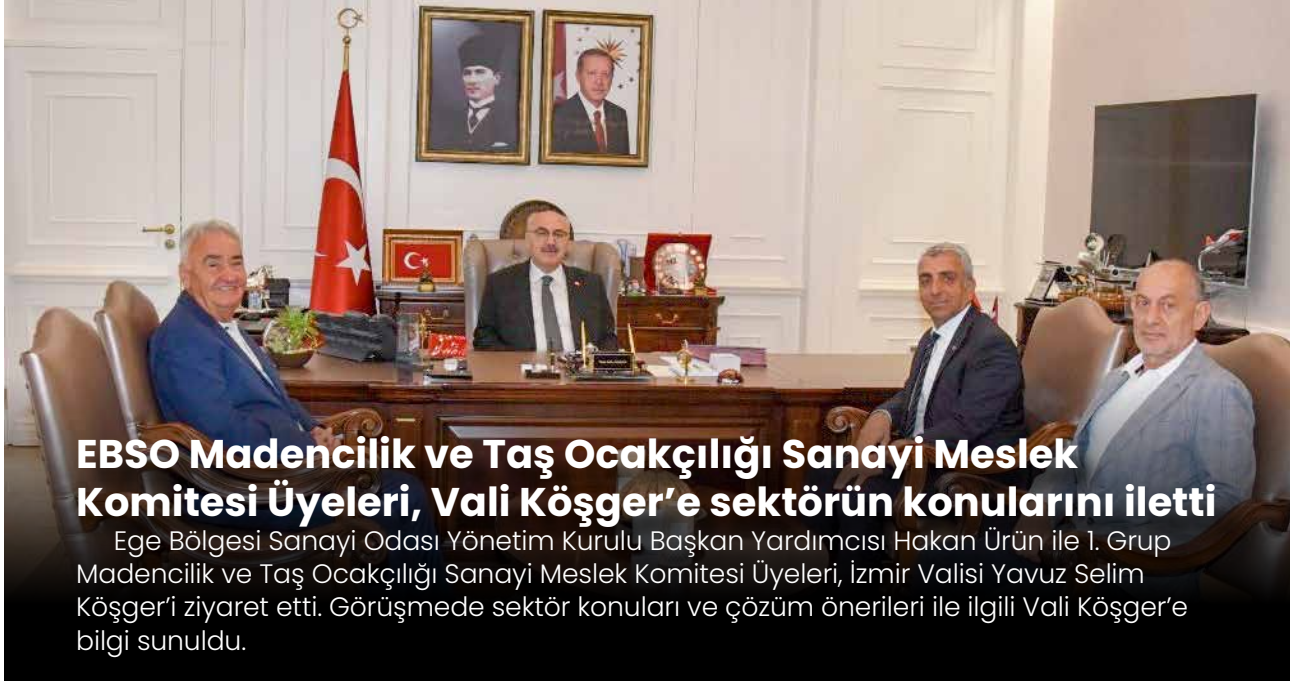 EBSO Madencilik ve Taş Ocakçılığı Sanayi Meslek
Komitesi Üyeleri, Vali Köşger’e sektörün konularını iletti
Ege Bölgesi Sanayi Odası Yönetim Kurulu Başkan Yardımcısı Hakan Ürün ile 1. Grup
Madencilik ve Taş Ocakçılığı Sanayi Meslek Komitesi Üyeleri, İzmir Valisi Yavuz Selim
Köşger’i ziyaret etti. Görüşmede sektör konuları ve çözüm önerileri ile ilgili Vali Köşger’e
bilgi sunuldu.